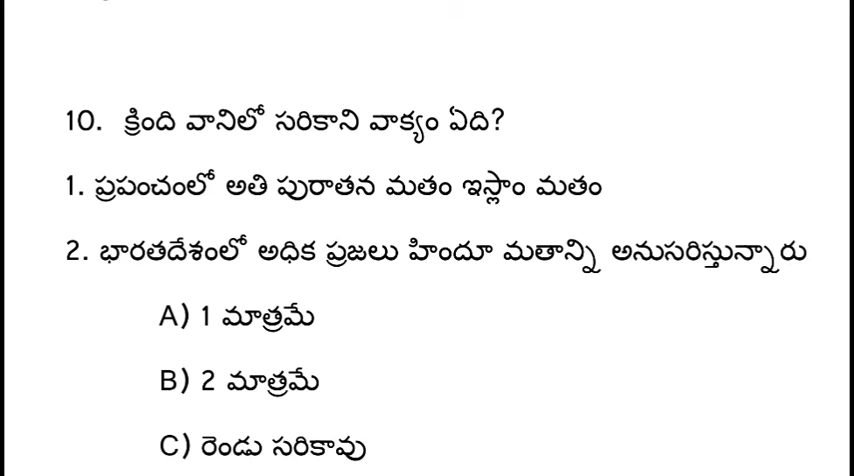 10. క్రింది వానిలో సరికాని వాక్యం ఏది?
1. ప్రపంచంలో అతి పురాతన మతం ఇస్లాం మతం
2. భారతదేశంలో అధిక ప్రజలు హిందూ మతాన్ని అనుసరిస్తున్నారు
A) 1 మాత్రమే
B) 2 మాత్రమే
C) రెండు సరికావు